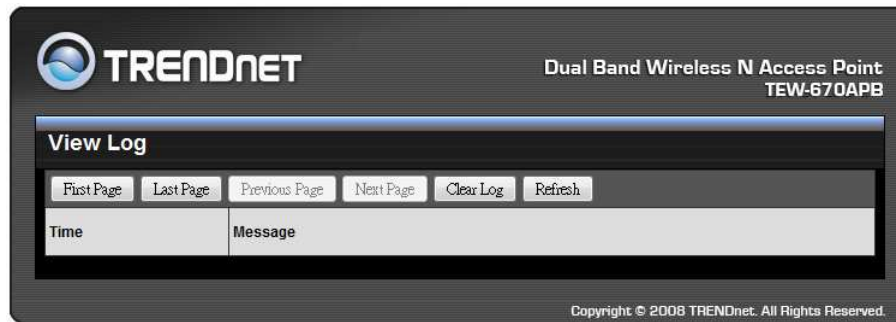 TRENDNET
Dual Band Wireless N Access Point
TEW-670APB
View Log
First Page Last Page Previous Page Next Page Clear Log Refresh
Time Message
Copyright © 2008 TRENDnet. All Rights Reserved.